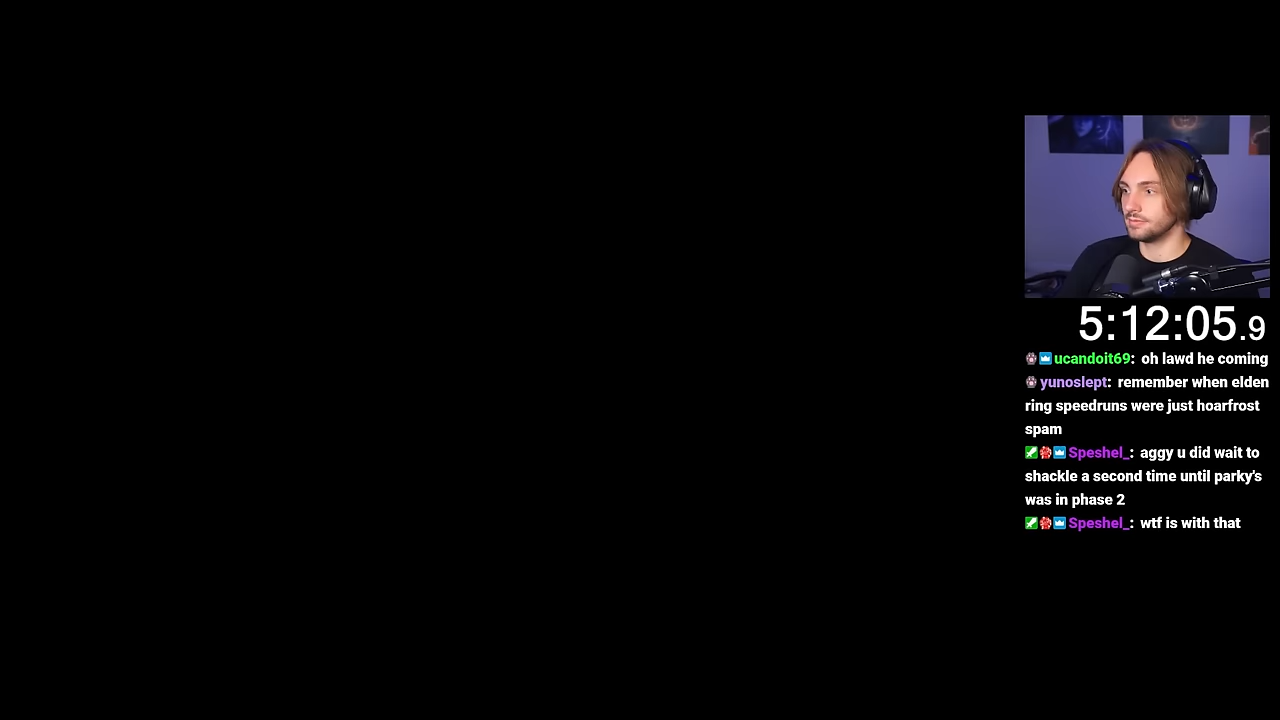 5:12:05.9
ucandoit69: oh lawd he coming
yunoslept: remember when elden
ring speedruns were just hoarfrost
spam
Speshel_: aggy u did wait to
shackle a second time until parky's
was in phase 2
Speshel_: wtf is with that